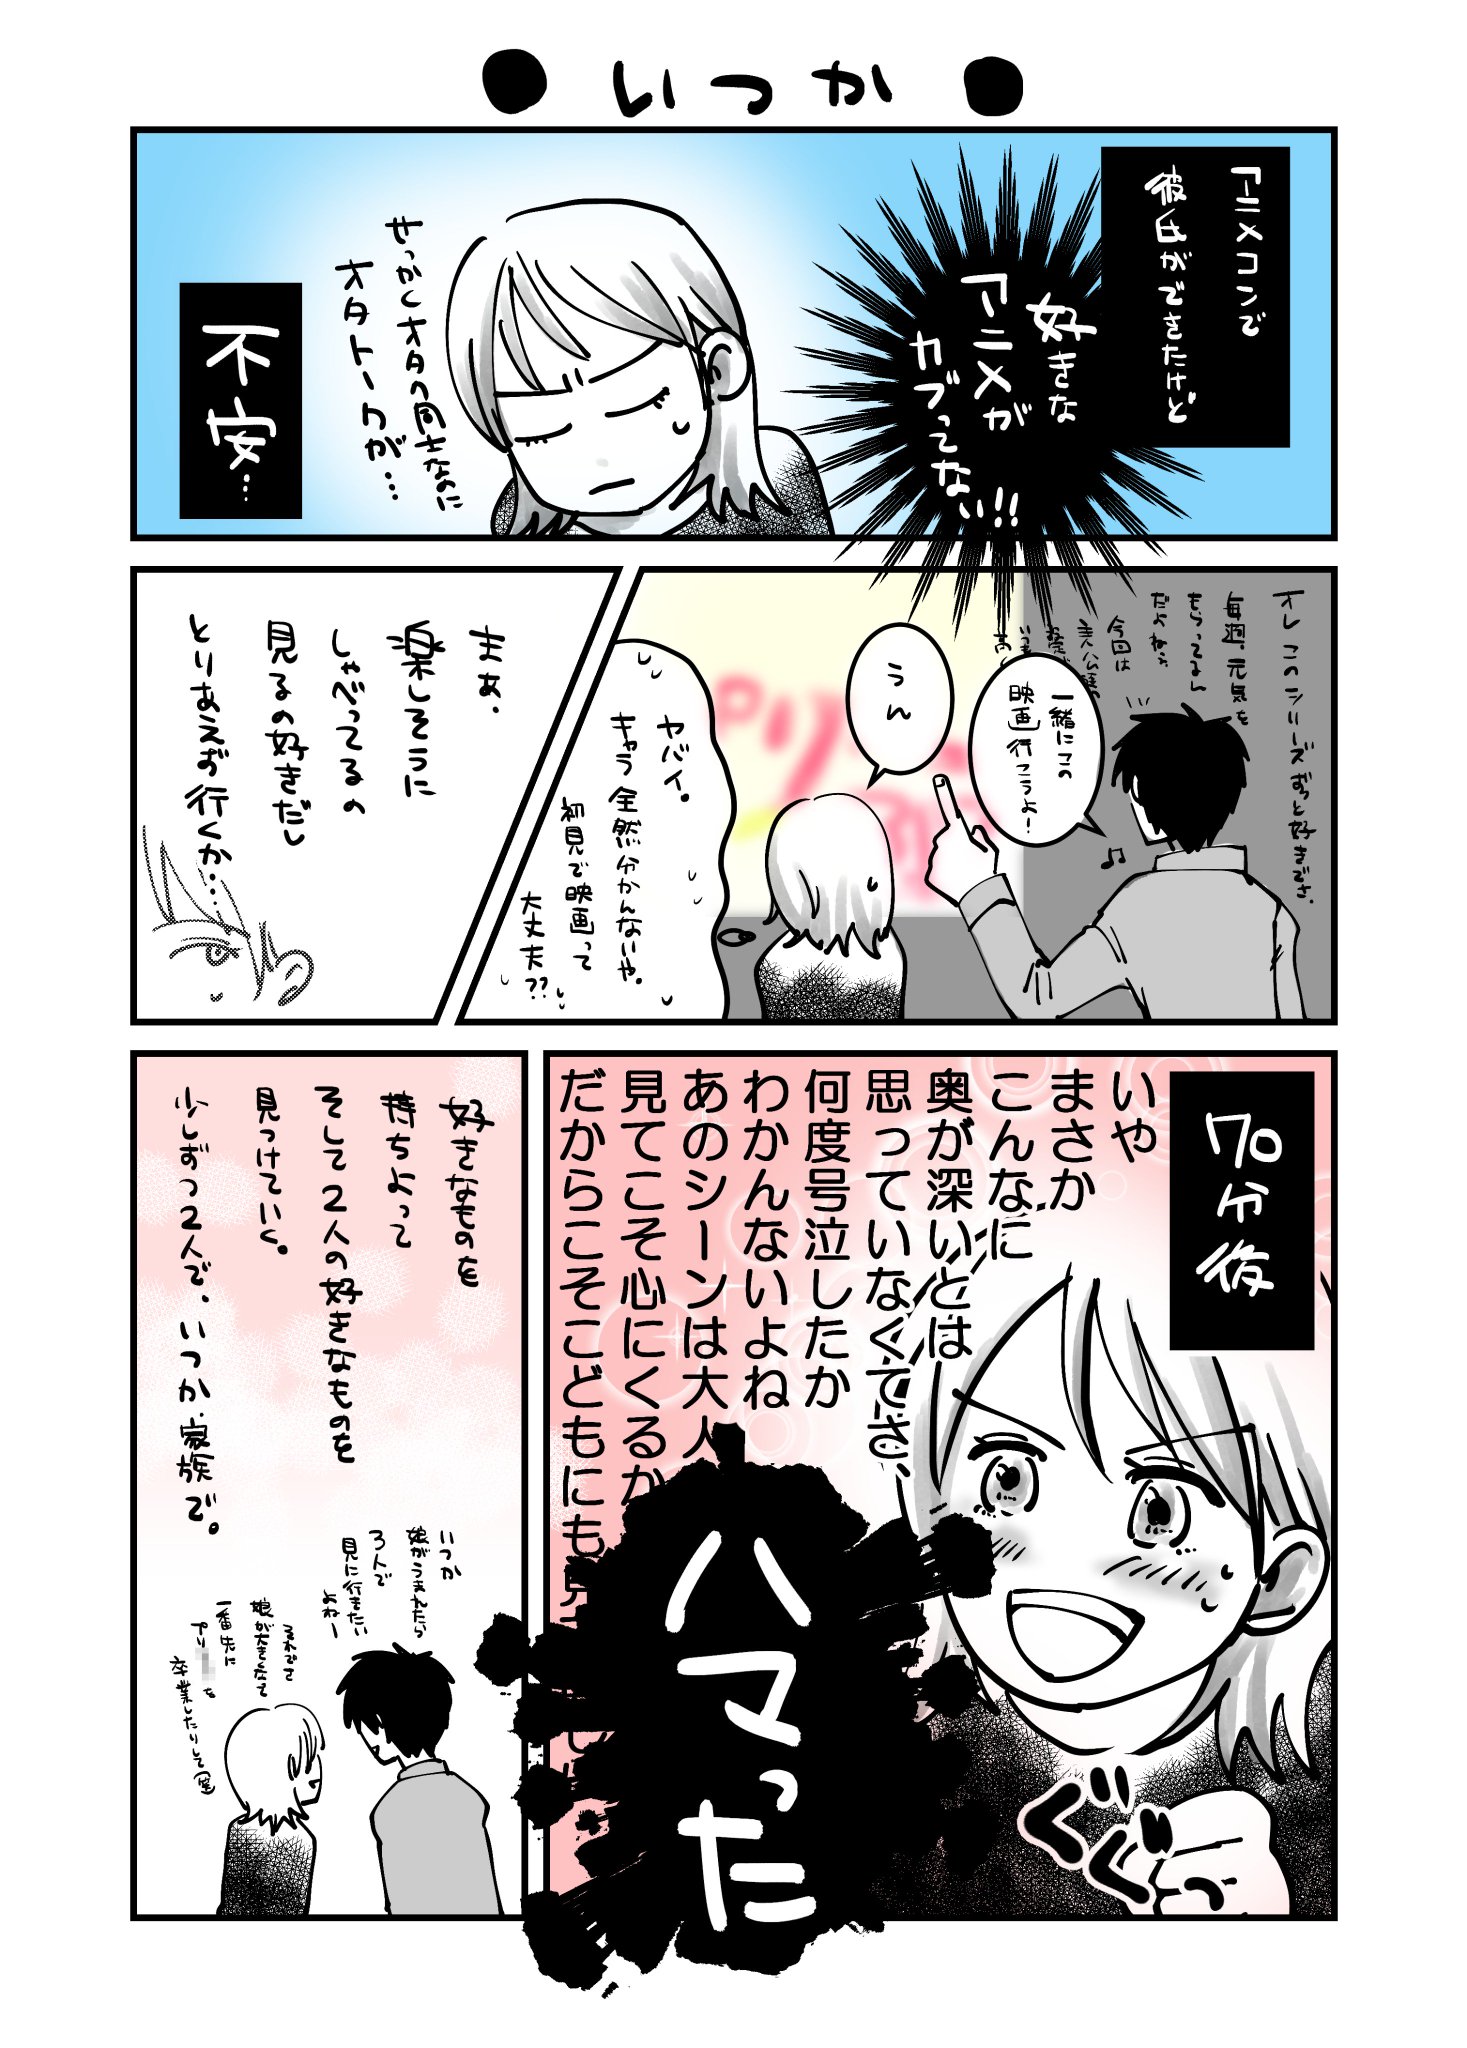 ●いつか●
アニメコンで
彼氏ができたけど
好きな
アニメが
カブってない!!
せっかくオタの同士なのに
オタトークが…
不安…
オレこのシリーズずっと好きでさ、
毎週、元気を
もらってるん
だよねぇ
今回は
一緒にこの
映画行こうよ!
うん
ヤバイ。
キャラ全然分かんないや。
初見で映画って
大丈夫??
まぁ、
楽しそうに
しゃべってるの
見るの好きだし
とりあえず行くか…
70分後
いや
まさか
こんなに
奥が深いとは
思っていなくてさ、
何度号泣したか
わかんないよね
あのシーンは大人
見てこそ心にくるか
だからこそこどもにも
ハマった
ぐぐっ
好きなものを
持ちよって
そして2人の好きなものを
見つけていく。
少しずつ2人で、いつか家族で。
いつか
娘がうまれたら
3人で
見に行きたい
よねー
それでて
娘が大きくなって
一番先に
プリ
を
卒業したりして(笑)